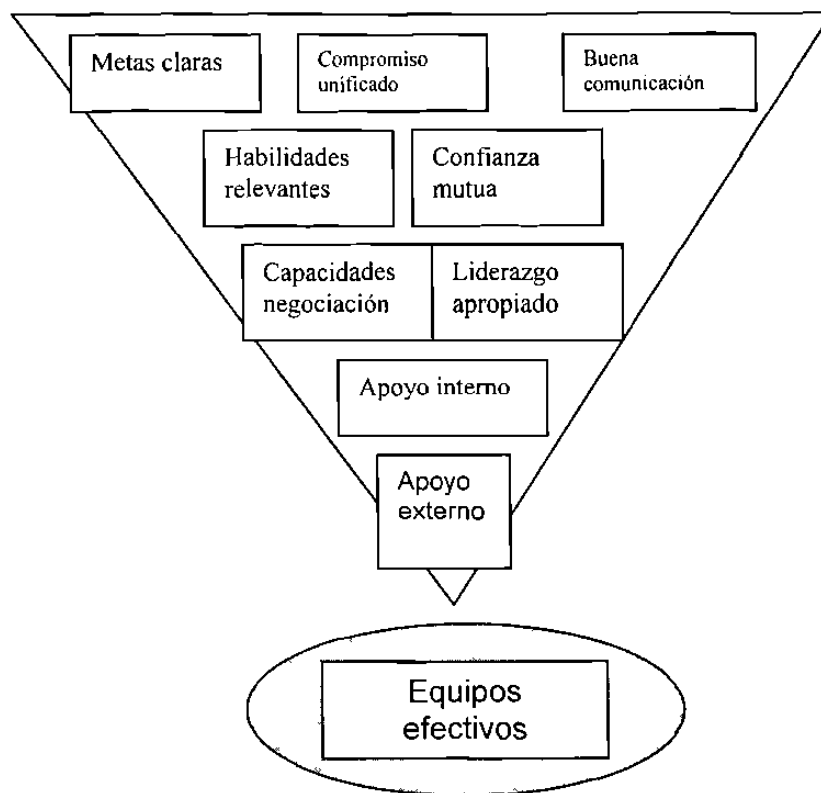 Metas claras
Compromiso
unificado
Buena
comunicación
Habilidades
relevantes
Confianza
mutua
Capacidades
negociación
Liderazgo
apropiado
Apoyo interno
Apoyo
externo
Equipos
efectivos